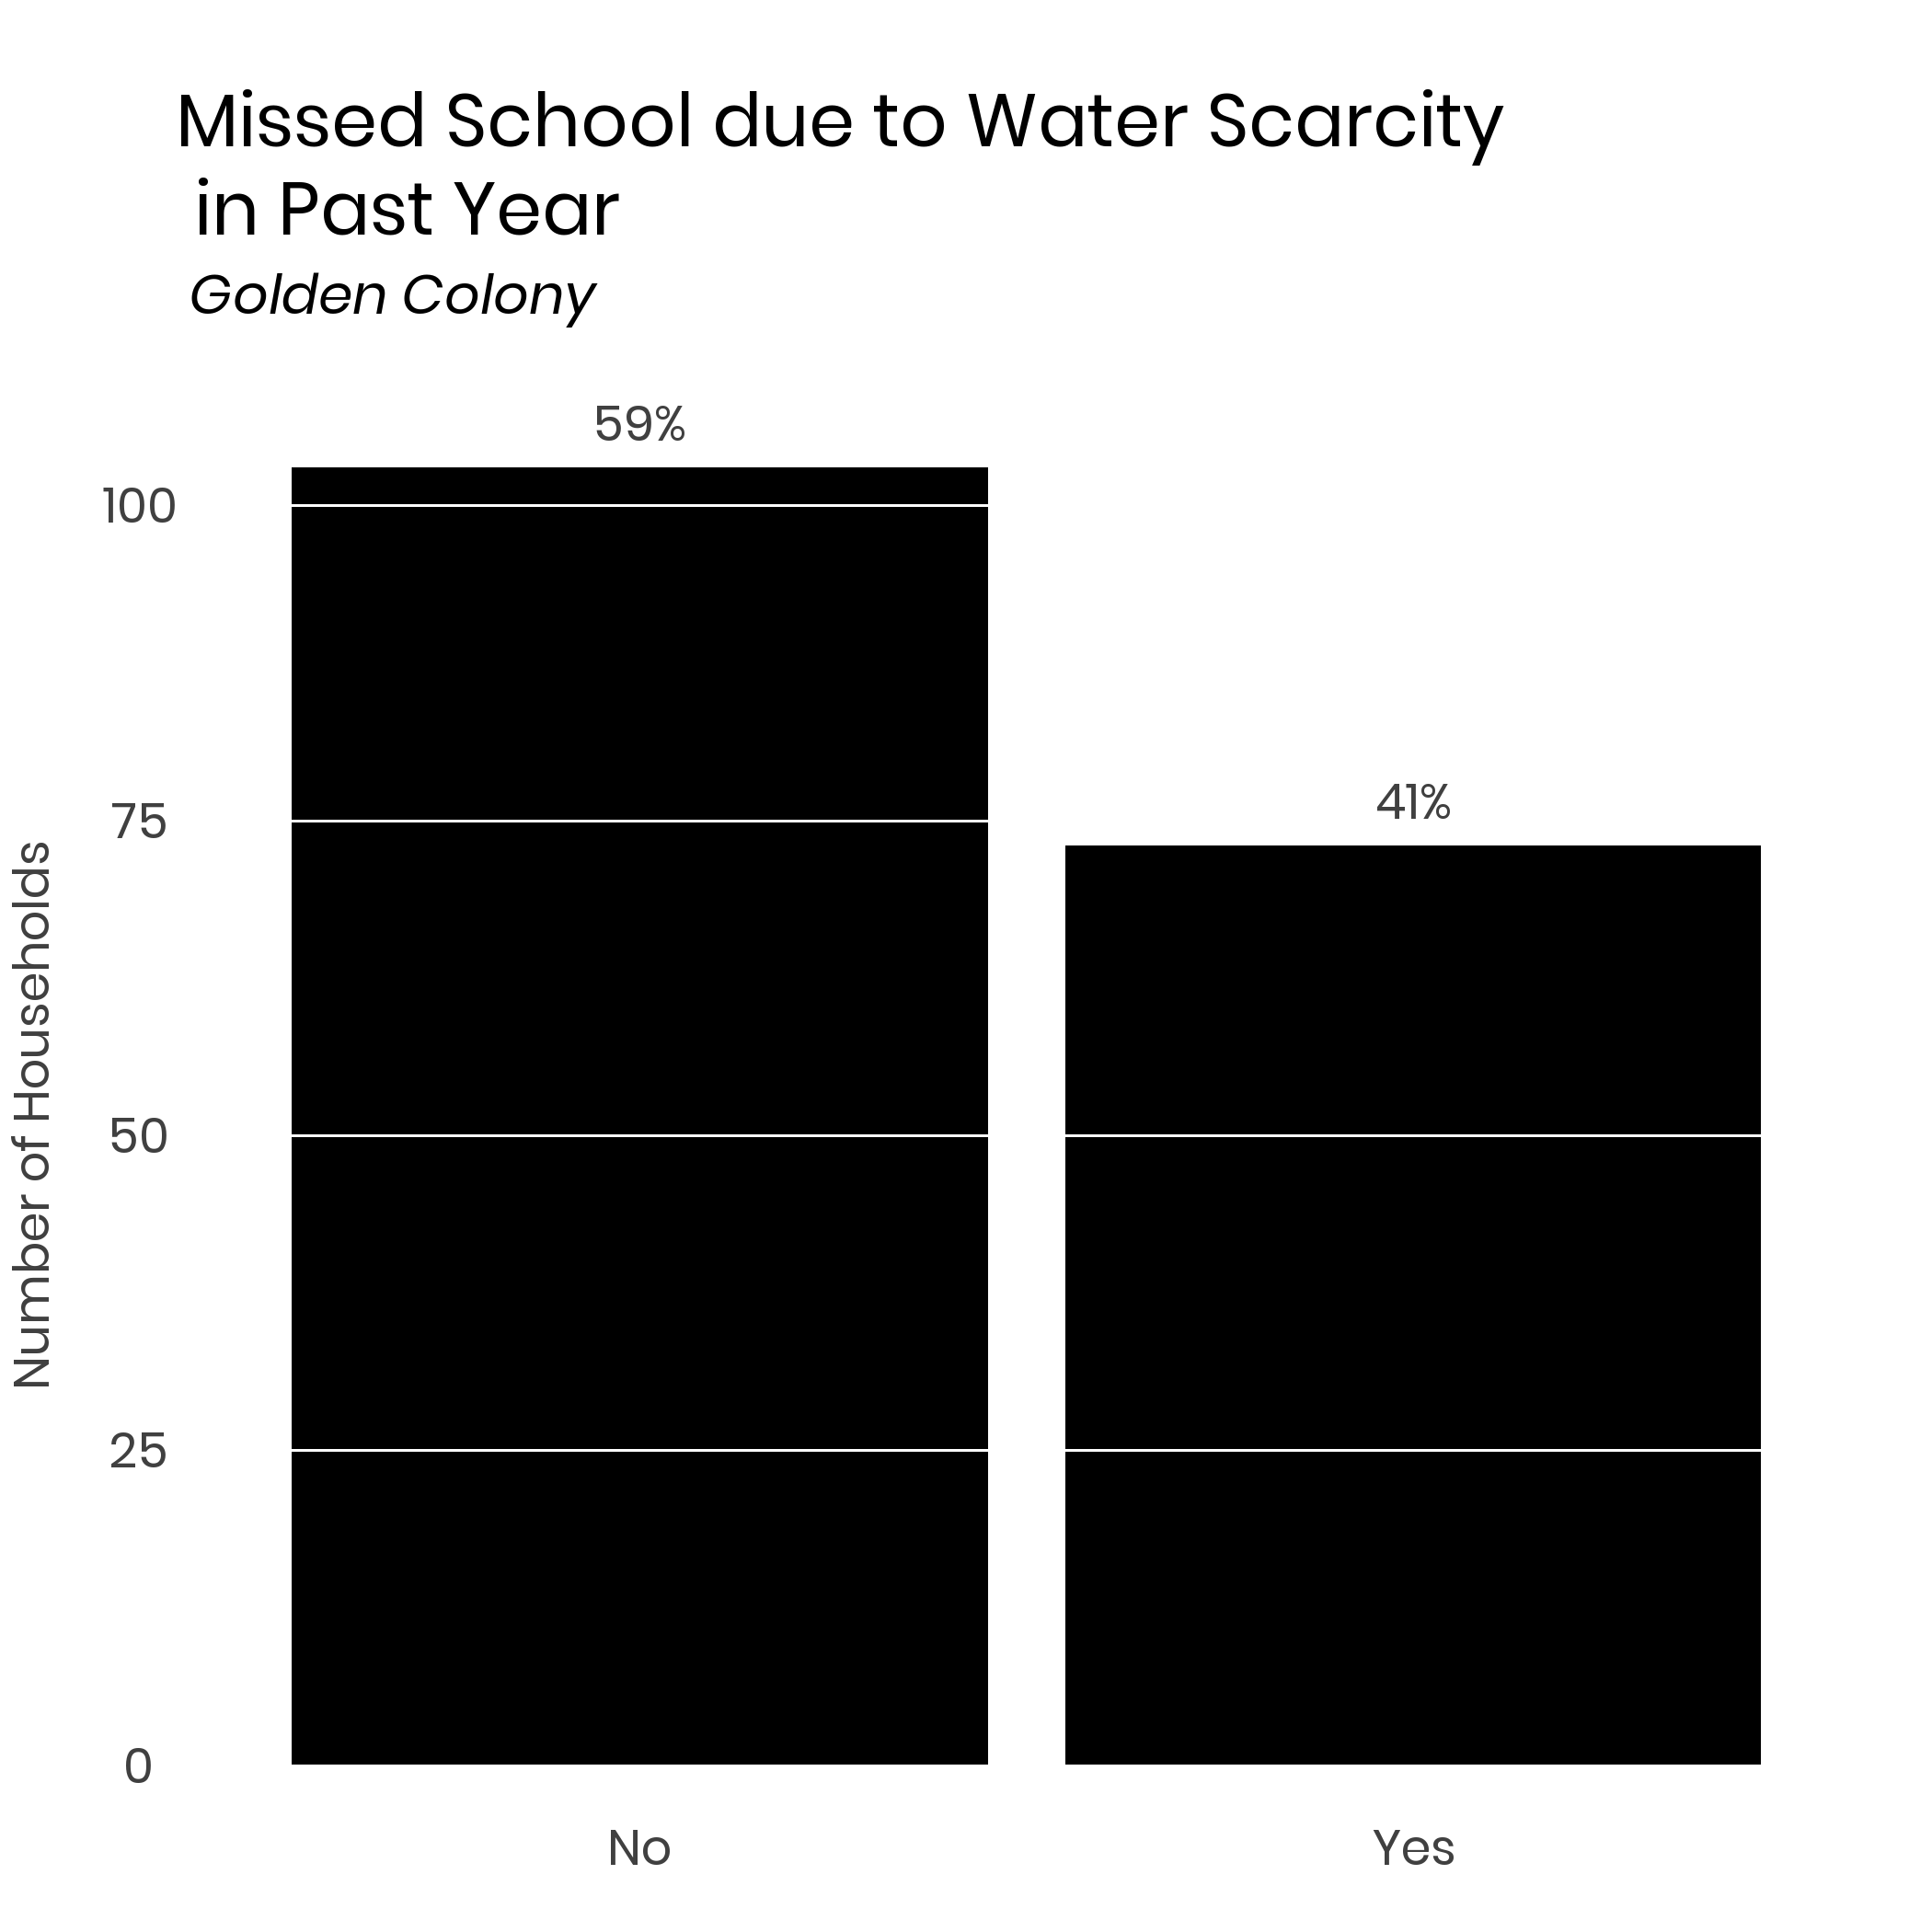 Missed School due to Water Scarcity
in Past Year
Golden Colony
59%
100
41%
75
50
25
0
Number of Households
No
Yes